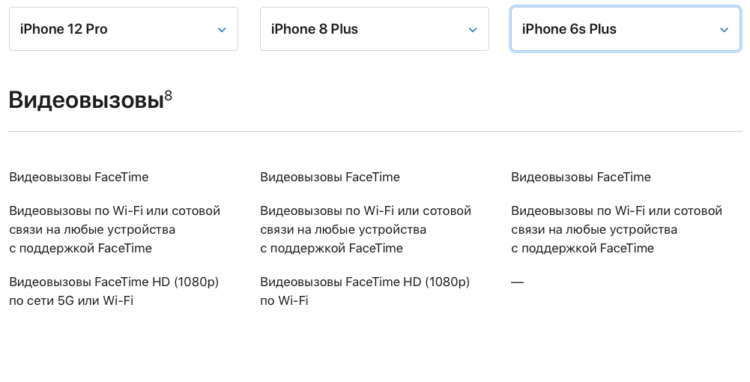 iPhone 12 Pro
iPhone 8 Plus
iPhone 6s Plus
Видеовызовы8
Видеовызовы FaceTime
Видеовызовы по Wi-Fi или сотовой
связи на любые устройства
с поддержкой FaceTime
Видеовызовы FaceTime HD (1080p)
по сети 5G или Wi-Fi
Видеовызовы FaceTime
Видеовызовы по Wi-Fi или сотовой
связи на любые устройства
с поддержкой FaceTime
Видеовызовы FaceTime HD (1080p)
по Wi-Fi
Видеовызовы FaceTime
Видеовызовы по Wi-Fi или сотовой
связи на любые устройства
с поддержкой FaceTime
—